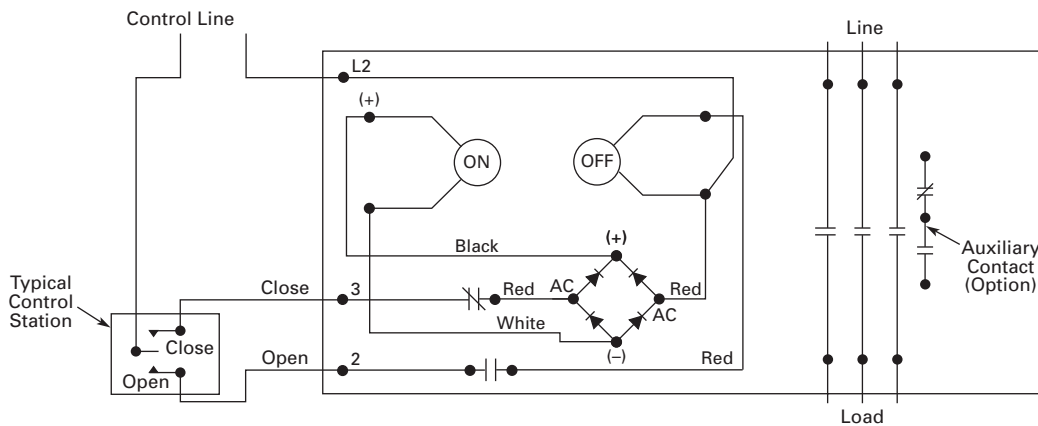 Control Line
Line
L2
(+)
ON
OFF
Black
(+)
Typical
Control
Station
Close
3
Red
AC
Red
AC
Auxiliary
Contact
(Option)
White
Close
(–)
Open
Open
2
Red
Load